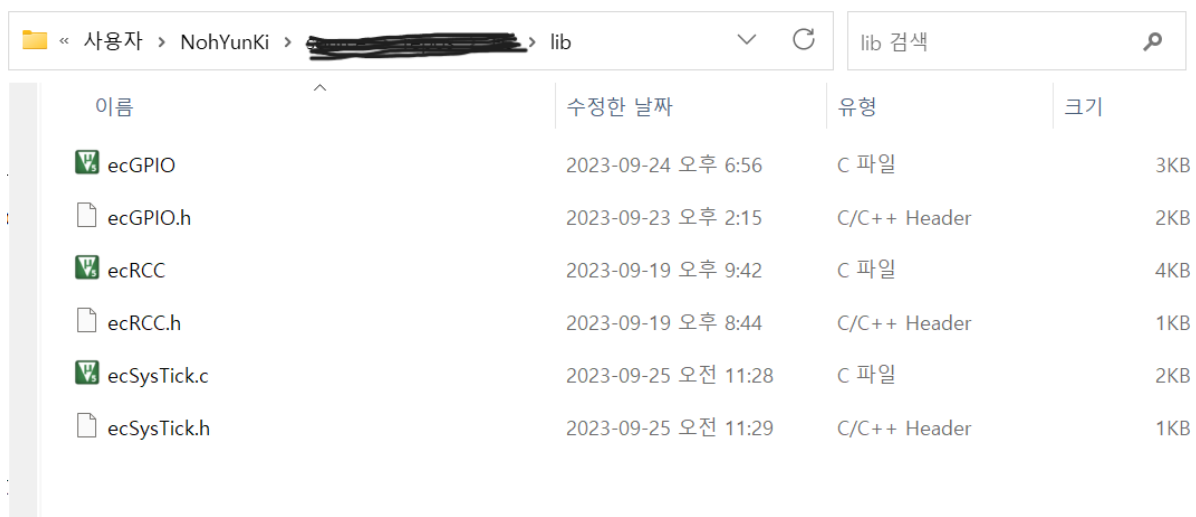 « 사용자 › NohYunKi › › lib lib 검색
이름 수정한 날짜 유형 크기
ecGPIO 2023-09-24 오후 6:56 C 파일 3KB
ecGPIO.h 2023-09-23 오후 2:15 C/C++ Header 2KB
ecRCC 2023-09-19 오후 9:42 C 파일 4KB
ecRCC.h 2023-09-19 오후 8:44 C/C++ Header 1KB
ecSysTick.c 2023-09-25 오전 11:28 C 파일 2KB
ecSysTick.h 2023-09-25 오전 11:29 C/C++ Header 1KB